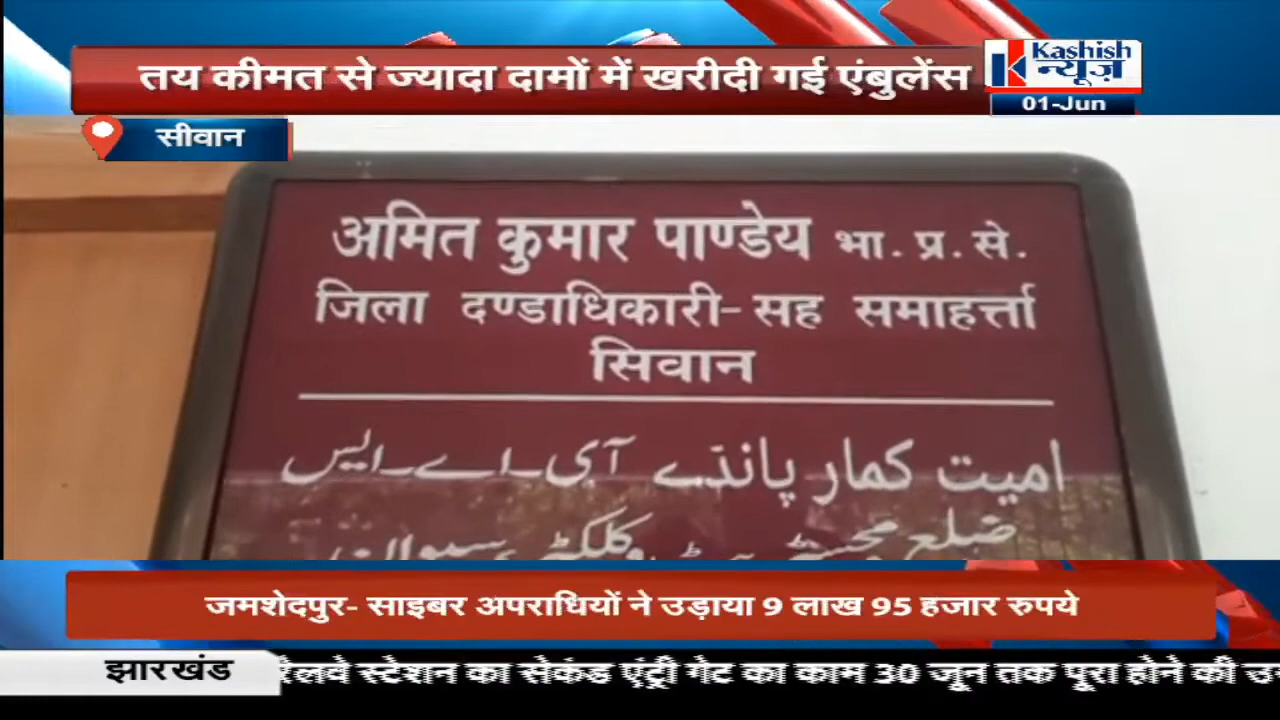 तय कीमत से ज्यादा दामों में खरीदी गई एंबुलेंस
Kashish
न्यूज़
01-Jun
सीवान
अमित कुमार पाण्डेय भा. प्र. से.
जिला दण्डाधिकारी-सह समाहर्त्ता
सिवान
امیت کمار پانڈے آئی۔اے۔ایس
ضلع
जमशेदपुर- साइबर अपराधियों ने उड़ाया 9 लाख 95 हजार रुपये
झारखंड
रेलवे स्टेशन का सेकंड एंट्री गेट का काम 30 जून तक पूरा होने की